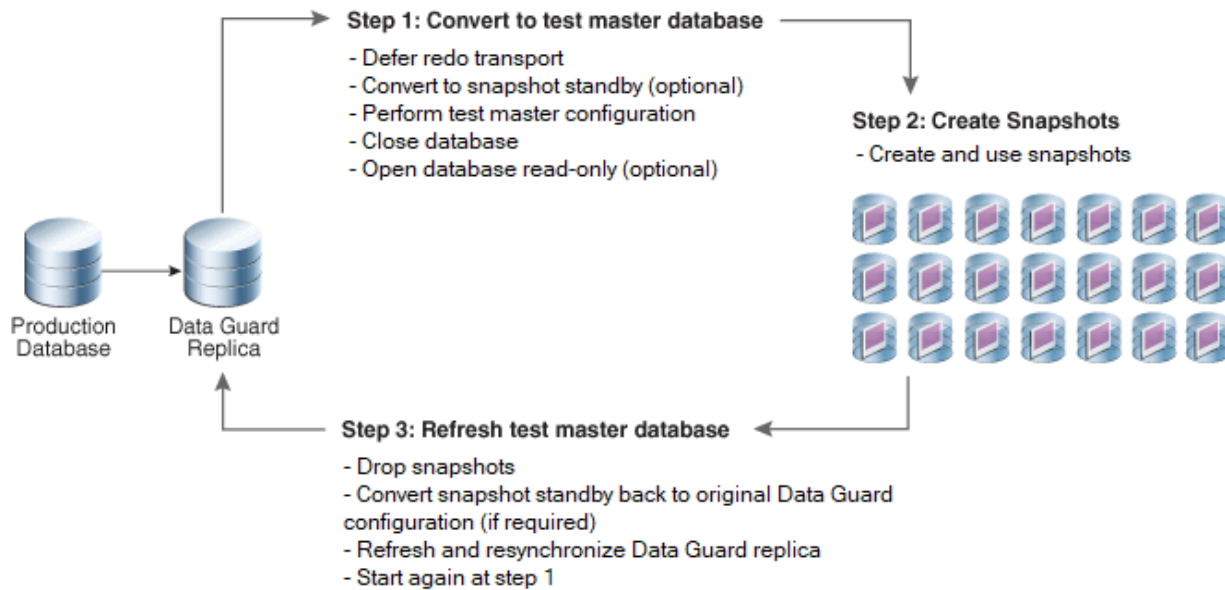 Step 1: Convert to test master database
- Defer redo transport
- Convert to snapshot standby (optional)
- Perform test master configuration
- Close database
- Open database read-only (optional)
Step 2: Create Snapshots
- Create and use snapshots
Production
Database
Data Guard
Replica
Step 3: Refresh test master database
- Drop snapshots
- Convert snapshot standby back to original Data Guard
configuration (if required)
- Refresh and resynchronize Data Guard replica
- Start again at step 1